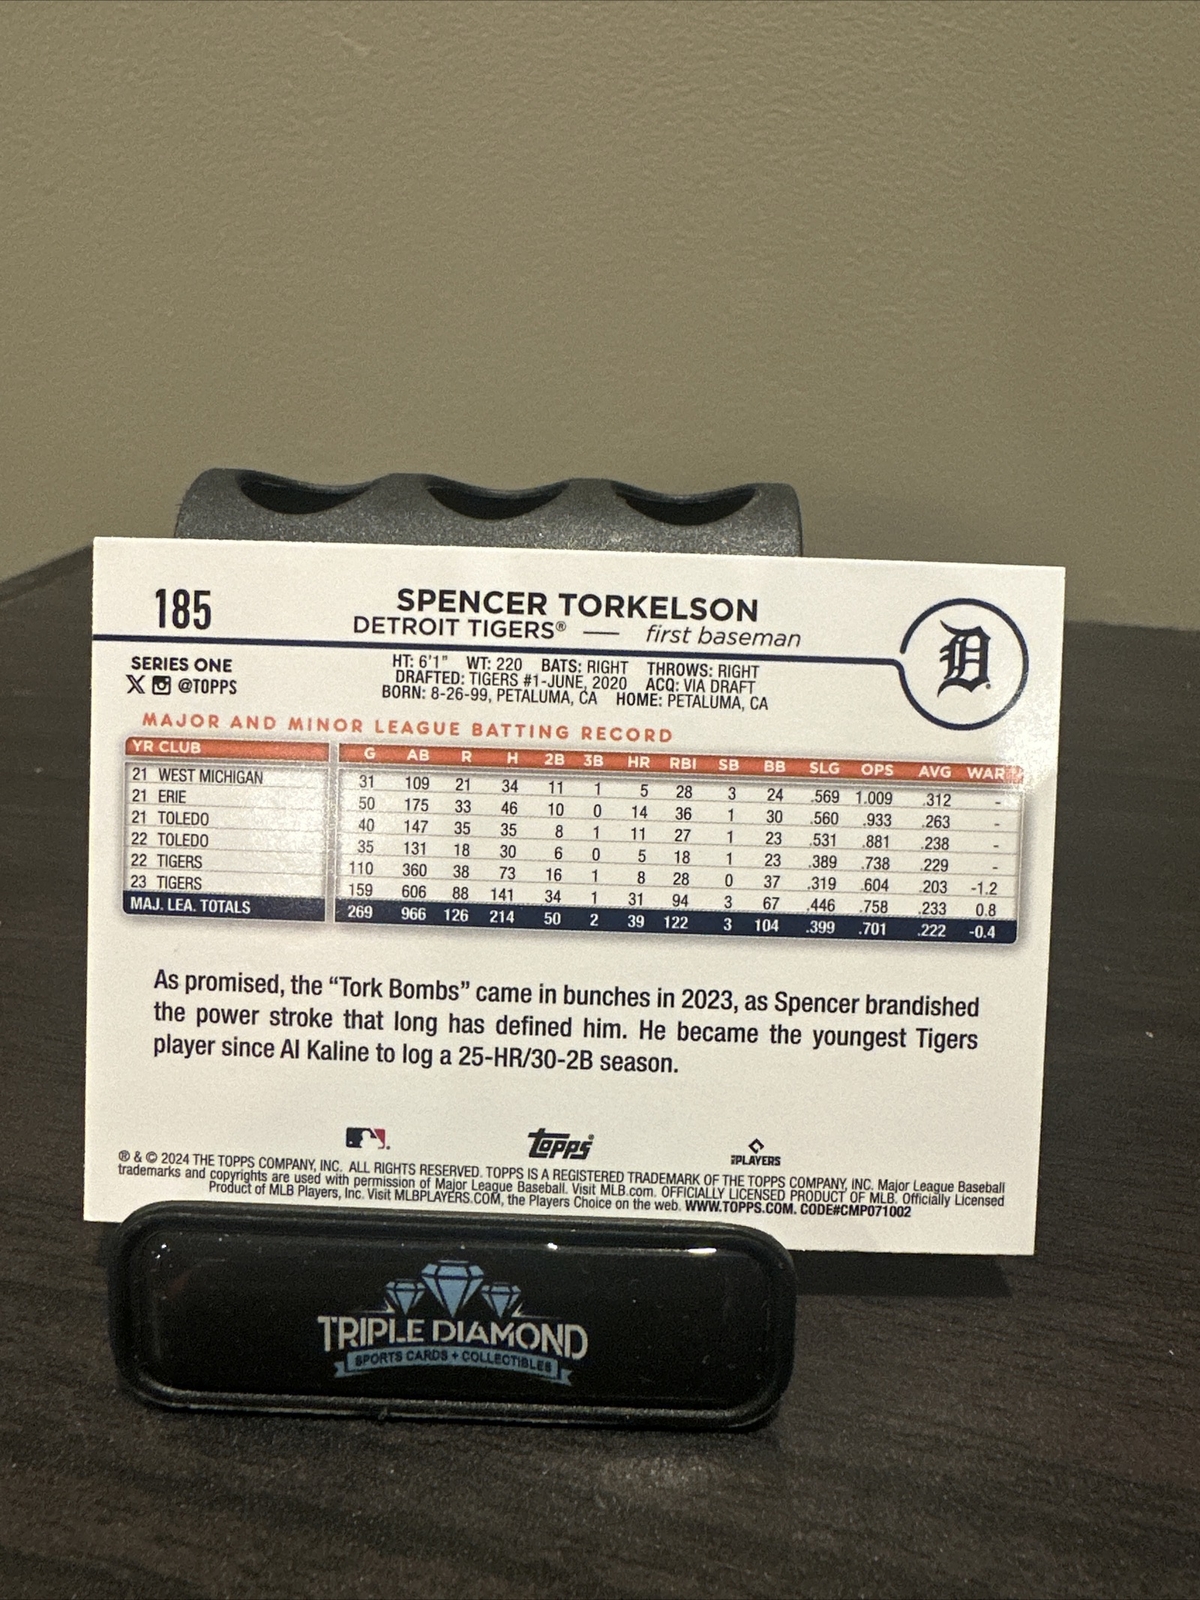 185
SPENCER TORKELSON
DETROIT TIGERS® — first baseman
D
SERIES ONE
X @TOPPS
HT: 6'1" WT: 220 BATS: RIGHT THROWS: RIGHT
DRAFTED: TIGERS #1-JUNE, 2020 ACQ: VIA DRAFT
BORN: 8-26-99, PETALUMA, CA HOME: PETALUMA, CA
MAJOR AND MINOR LEAGUE BATTING RECORD
YR CLUB G AB R H 2B 3B HR RBI SB BB SLG OPS AVG WAR
21 WEST MICHIGAN 31 109 21 34 11 1 5 28 3 24 .569 1.009 .312 -
21 ERIE 50 175 33 46 10 0 14 36 1 30 .560 .933 .263 -
21 TOLEDO 40 147 35 35 8 1 11 27 1 23 .531 .881 .238 -
22 TOLEDO 35 131 18 30 6 0 5 18 1 23 .389 .738 .229 -
22 TIGERS 110 360 38 73 16 1 8 28 0 37 .319 .604 .203 -1.2
23 TIGERS 159 606 88 141 34 1 31 94 3 67 .446 .758 .233 0.8
MAJ. LEA. TOTALS 269 966 126 214 50 2 39 122 3 104 .399 .701 .222 -0.4
As promised, the “Tork Bombs” came in bunches in 2023, as Spencer brandished
the power stroke that long has defined him. He became the youngest Tigers
player since Al Kaline to log a 25-HR/30-2B season.
topps®
PLAYERS
® & © 2024 THE TOPPS COMPANY, INC. ALL RIGHTS RESERVED. TOPPS IS A REGISTERED TRADEMARK OF THE TOPPS COMPANY, INC. Major League Baseball
trademarks and copyrights are used with permission of Major League Baseball. Visit MLB.com. OFFICIALLY LICENSED PRODUCT OF MLB. Officially Licensed
Product of MLB Players, Inc. Visit MLBPLAYERS.COM, the Players Choice on the web. WWW.TOPPS.COM. CODE#CMP071002
TRIPLE DIAMOND
SPORTS CARDS + COLLECTIBLES